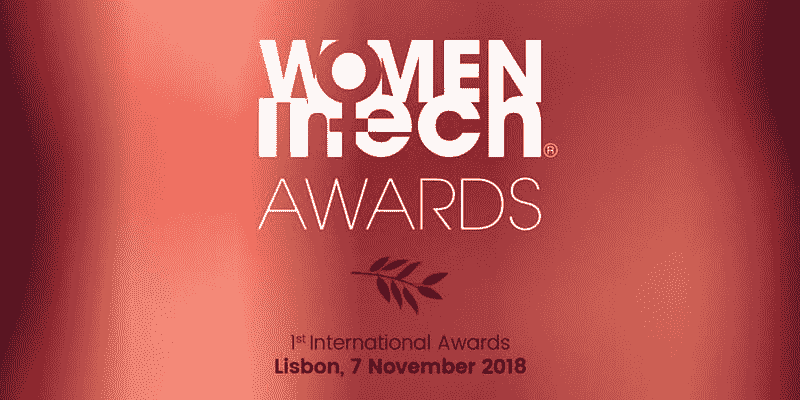 WOMEN
In tech®
AWARDS
1st International Awards
Lisbon, 7 November 2018